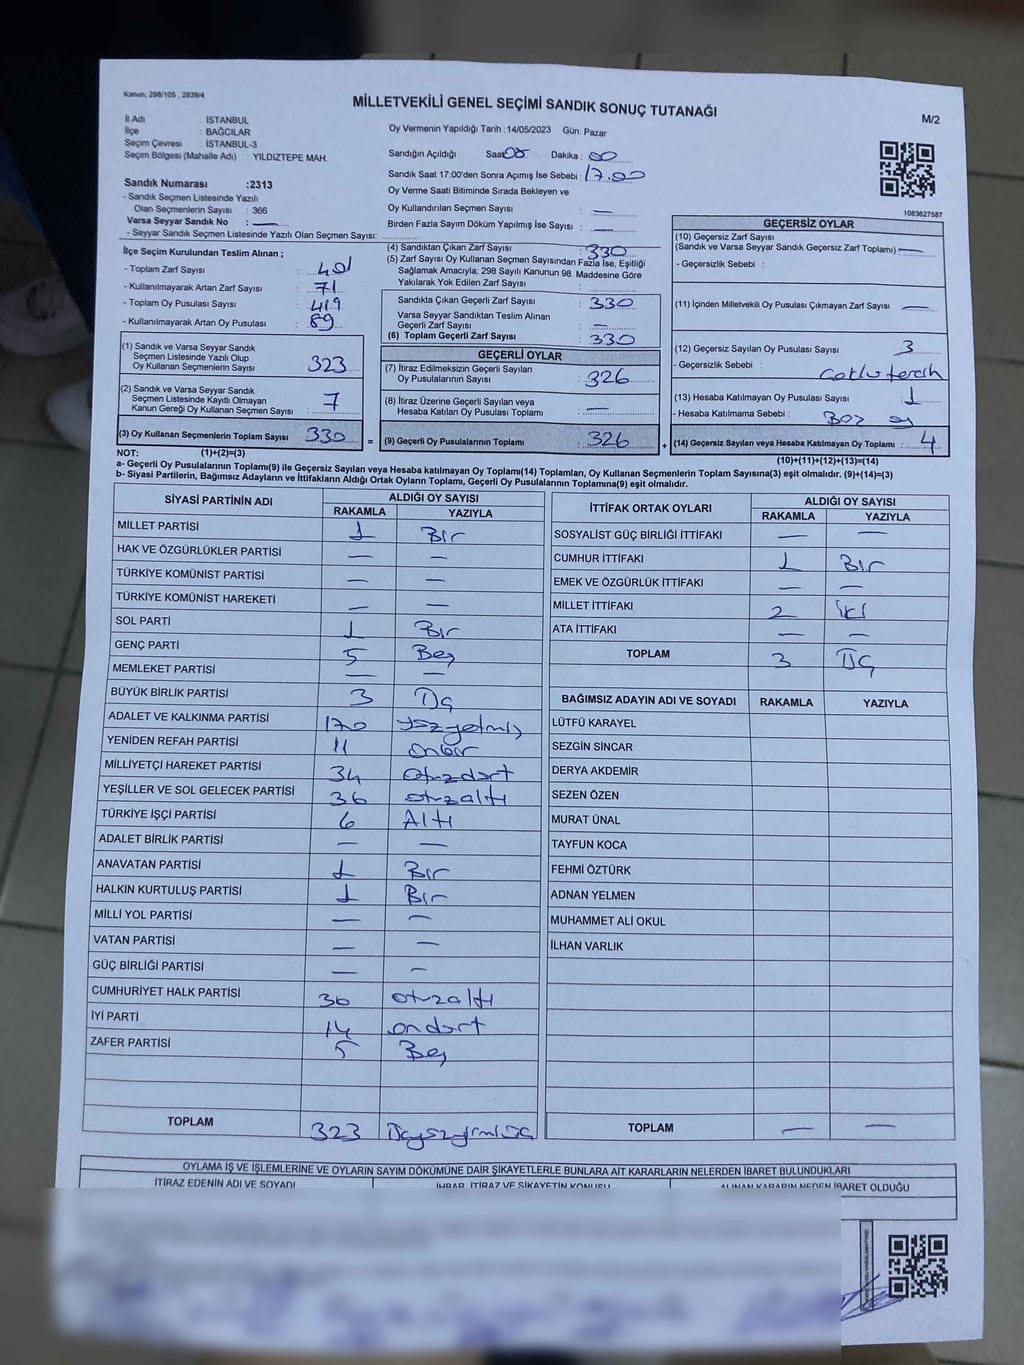 Kanun, 298/105 , 2839/4
MİLLETVEKİLİ GENEL SEÇİMİ SANDIK SONUÇ TUTANAĞI
M/2
İl Adı : İSTANBUL
İlçe : BAĞCILAR
Seçim Çevresi : İSTANBUL-3
Seçim Bölgesi (Mahalle Adı) : YILDIZTEPE MAH.
Oy Vermenin Yapıldığı Tarih :14/05/2023 Gün: Pazar
Sandığın Açıldığı Saat 08 Dakika : 00
Sandık Saat 17:00'den Sonra Açımış İse Sebebi : 17.00
Oy Verme Saati Bitiminde Sırada Bekleyen ve
Oy Kullandırılan Seçmen Sayısı : —
Birden Fazla Sayım Döküm Yapılmış İse Sayısı : —
1083627587
Sandık Numarası :2313
- Sandık Seçmen Listesinde Yazılı
Olan Seçmenlerin Sayısı : 366
Varsa Seyyar Sandık No : —
- Seyyar Sandık Seçmen Listesinde Yazılı Olan Seçmen Sayısı:
İlçe Seçim Kurulundan Teslim Alınan ;
- Toplam Zarf Sayısı : 401
- Kullanılmayarak Artan Zarf Sayısı : 71
- Toplam Oy Pusulası Sayısı : 419
- Kullanılmayarak Artan Oy Pusulası : 89
(1) Sandık ve Varsa Seyyar Sandık
Seçmen Listesinde Yazılı Olup
Oy Kullanan Seçmenlerin Sayısı : 323
(2) Sandık ve Varsa Seyyar Sandık
Seçmen Listesinde Kayıtlı Olmayan
Kanun Gereği Oy Kullanan Seçmen Sayısı : 7
(3) Oy Kullanan Seçmenlerin Toplam Sayısı : 330
(4) Sandıktan Çıkan Zarf Sayısı : 330
(5) Zarf Sayısı Oy Kullanan Seçmen Sayısından Fazla İse, Eşitliği
Sağlamak Amacıyla; 298 Sayılı Kanunun 98. Maddesine Göre
Yakılarak Yok Edilen Zarf Sayısı :
Sandıkta Çıkan Geçerli Zarf Sayısı : 330
Varsa Seyyar Sandıktan Teslim Alınan
Geçerli Zarf Sayısı : —
(6) Toplam Geçerli Zarf Sayısı : 330
GEÇERLİ OYLAR
(7) İtiraz Edilmeksizin Geçerli Sayılan
Oy Pusulalarının Sayısı : 326
(8) İtiraz Üzerine Geçerli Sayılan veya
Hesaba Katılan Oy Pusulası Toplamı : —
= (9) Geçerli Oy Pusulalarının Toplamı : 326
GEÇERSİZ OYLAR
(10) Geçersiz Zarf Sayısı
(Sandık ve Varsa Seyyar Sandık Geçersiz Zarf Toplamı) : —
- Geçersizlik Sebebi :
(11) İçinden Milletvekili Oy Pusulası Çıkmayan Zarf Sayısı : —
(12) Geçersiz Sayılan Oy Pusulası Sayısı : 3
- Geçersizlik Sebebi : Çoklu tercih
(13) Hesaba Katılmayan Oy Pusulası Sayısı : 1
- Hesaba Katılmama Sebebi : Boş oy
+ (14) Geçersiz Sayılan veya Hesaba Katılmayan Oy Toplamı : 4
NOT: (1)+(2)=(3)
(10)+(11)+(12)+(13)=(14)
a- Geçerli Oy Pusulalarının Toplamı(9) ile Geçersiz Sayılan veya Hesaba katılmayan Oy Toplamı(14) Toplamları, Oy Kullanan Seçmenlerin Toplam Sayısına(3) eşit olmalıdır. (9)+(14)=(3)
b- Siyasi Partilerin, Bağımsız Adayların ve İttifakların Aldığı Ortak Oyların Toplamı, Geçerli Oy Pusulalarının Toplamına(9) eşit olmalıdır.
SİYASİ PARTİNİN ADI ALDIĞI OY SAYISI
RAKAMLA YAZIYLA
MİLLET PARTİSİ 1 Bir
HAK VE ÖZGÜRLÜKLER PARTİSİ — —
TÜRKİYE KOMÜNİST PARTİSİ — —
TÜRKİYE KOMÜNİST HAREKETİ — —
SOL PARTİ 1 Bir
GENÇ PARTİ 5 Beş
MEMLEKET PARTİSİ — —
BÜYÜK BİRLİK PARTİSİ 3 Üç
ADALET VE KALKINMA PARTİSİ 170 yüzyetmiş
YENİDEN REFAH PARTİSİ 11 onbir
MİLLİYETÇİ HAREKET PARTİSİ 34 otuzdört
YEŞİLLER VE SOL GELECEK PARTİSİ 36 otuzaltı
TÜRKİYE İŞÇİ PARTİSİ 6 Altı
ADALET BİRLİK PARTİSİ — —
ANAVATAN PARTİSİ 1 Bir
HALKIN KURTULUŞ PARTİSİ 1 Bir
MİLLİ YOL PARTİSİ — —
VATAN PARTİSİ — —
GÜÇ BİRLİĞİ PARTİSİ — —
CUMHURİYET HALK PARTİSİ 36 otuzaltı
İYİ PARTİ 14 ondört
ZAFER PARTİSİ 5 Beş
TOPLAM 323 Üçyüzyirmiüç
İTTİFAK ORTAK OYLARI ALDIĞI OY SAYISI
RAKAMLA YAZIYLA
SOSYALİST GÜÇ BİRLİĞİ İTTİFAKI — —
CUMHUR İTTİFAKI 1 Bir
EMEK VE ÖZGÜRLÜK İTTİFAKI — —
MİLLET İTTİFAKI 2 İki
ATA İTTİFAKI — —
TOPLAM 3 Üç
BAĞIMSIZ ADAYIN ADI VE SOYADI RAKAMLA YAZIYLA
LÜTFÜ KARAYEL
SEZGİN SİNCAR
DERYA AKDEMİR
SEZEN ÖZEN
MURAT ÜNAL
TAYFUN KOCA
FEHMİ ÖZTÜRK
ADNAN YELMEN
MUHAMMET ALİ OKUL
İLHAN VARLIK
TOPLAM — —
OYLAMA İŞ VE İŞLEMLERİNE VE OYLARIN SAYIM DÖKÜMÜNE DAİR ŞİKAYETLERLE BUNLARA AİT KARARLARIN NELERDEN İBARET BULUNDUKLARI
İTİRAZ EDENİN ADI VE SOYADI İHBAR, İTİRAZ VE ŞİKAYETİN KONUSU ALINAN KARARIN NEDEN İBARET OLDUĞU